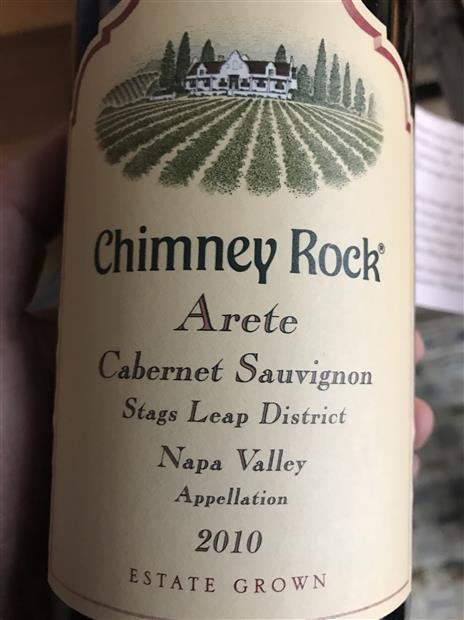 Chimney Rock®
Arete
Cabernet Sauvignon
Stags Leap District
Napa Valley
Appellation
2010
ESTATE GROWN